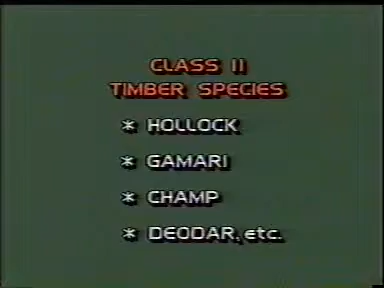 CLASS II
TIMBER SPECIES
* HOLLOCK
* GAMARI
* CHAMP
* DEODAR, etc.